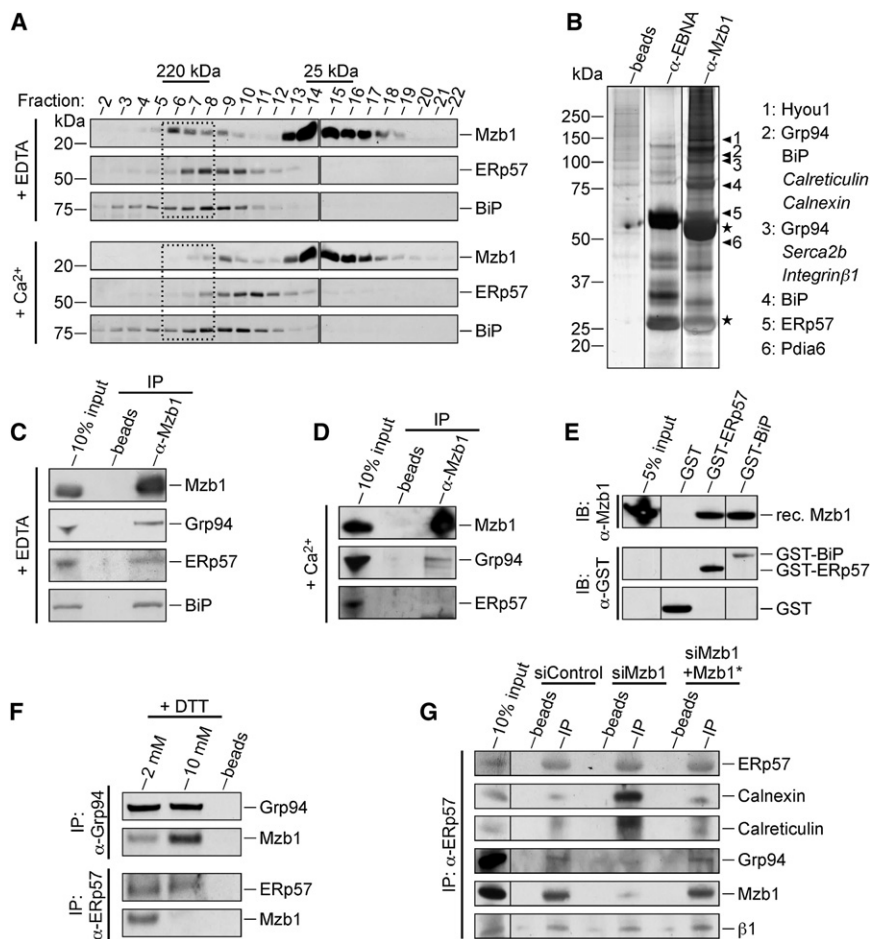 A
220 kDa
25 kDa
Fraction: 2 3 4 5 6 7 8 9 10 11 12 13 14 15 16 17 18 19 20 21 22
kDa
+ EDTA
20 Mzb1
50 ERp57
75 BiP
+ Ca2+
20 Mzb1
50 ERp57
75 BiP
B
beads
α-EBNA
α-Mzb1
kDa
250
150
100
75
50
37
25
20
1
2
3
4
5
★
6
★
1: Hyou1
2: Grp94
BiP
Calreticulin
Calnexin
3: Grp94
Serca2b
Integrinβ1
4: BiP
5: ERp57
6: Pdia6
C
IP
10% input
beads
α-Mzb1
+ EDTA
Mzb1
Grp94
ERp57
BiP
D
IP
10% input
beads
α-Mzb1
+ Ca2+
Mzb1
Grp94
ERp57
E
5% input
GST
GST-ERp57
GST-BiP
IB: α-Mzb1
rec. Mzb1
IB: α-GST
GST-BiP
GST-ERp57
GST
F
+ DTT
2 mM
10 mM
beads
IP: α-Grp94
Grp94
Mzb1
IP: α-ERp57
ERp57
Mzb1
G
siControl
siMzb1
siMzb1
+Mzb1*
10% input
beads
IP
beads
IP
beads
IP
IP: α-ERp57
ERp57
Calnexin
Calreticulin
Grp94
Mzb1
β1